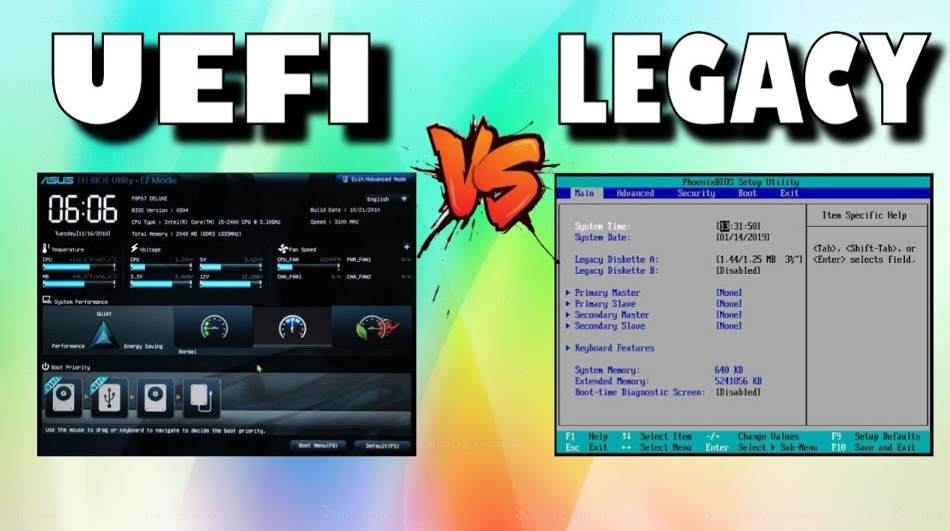 UEFI
VS
LEGACY
ASUS EFI BIOS Utility - EZ Mode
Exit/Advanced Mode
06:06
Tuesday[11/16/2010]
P8P67 DELUXE
English
BIOS Version : 0304
Build Date : 10/21/2010
CPU Type : Intel(R) Core(TM) i5-2400 CPU @ 3.10GHz
Speed : 3100 MHz
Total Memory : 2048 MB (DDR3 1333MHz)
Temperature
Voltage
Fan Speed
CPU
CPU
5V
CPU_FAN
PWR_FAN1
MB
3.3V
12V
CHA_FAN1
CHA_FAN2
System Performance
Quiet
Performance
Energy Saving
Normal
Boot Priority
Use the mouse to drag or keyboard to navigate to decide the boot priority.
Boot Menu(F8)
Default(F5)
PhoenixBIOS Setup Utility
Main Advanced Security Boot Exit
Item Specific Help
System Time: [13:31:50]
System Date: [01/14/2019]
<Tab>, <Shift-Tab>, or
<Enter> selects field.
Legacy Diskette A: [1.44/1.25 MB 3½"]
Legacy Diskette B: [Disabled]
Primary Master [None]
Primary Slave [None]
Secondary Master [None]
Secondary Slave [None]
Keyboard Features
System Memory: 640 KB
Extended Memory: 5241856 KB
Boot-time Diagnostic Screen: [Disabled]
F1 Help ↑↓ Select Item -/+ Change Values F9 Setup Defaults
Esc Exit ↔ Select Menu Enter Select ▶ Sub-Menu F10 Save and Exit